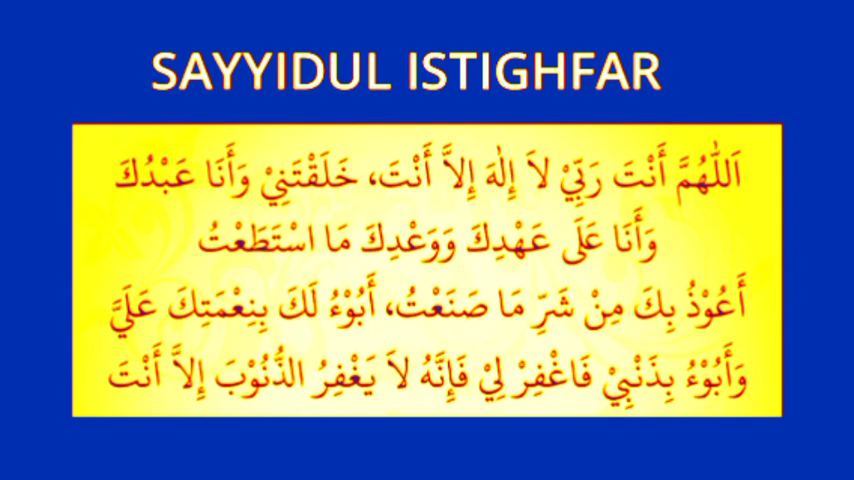 SAYYIDUL ISTIGHFAR
اَللّٰهُمَّ أَنْتَ رَبِّيْ لاَ إِلٰهَ إِلاَّ أَنْتَ، خَلَقْتَنِيْ وَأَنَا عَبْدُكَ
وَأَنَا عَلَى عَهْدِكَ وَوَعْدِكَ مَا اسْتَطَعْتُ
أَعُوْذُ بِكَ مِنْ شَرِّ مَا صَنَعْتُ، أَبُوْءُ لَكَ بِنِعْمَتِكَ عَلَيَّ
وَأَبُوْءُ بِذَنْبِيْ فَاغْفِرْ لِيْ فَإِنَّهُ لاَ يَغْفِرُ الذُّنُوْبَ إِلاَّ أَنْتَ